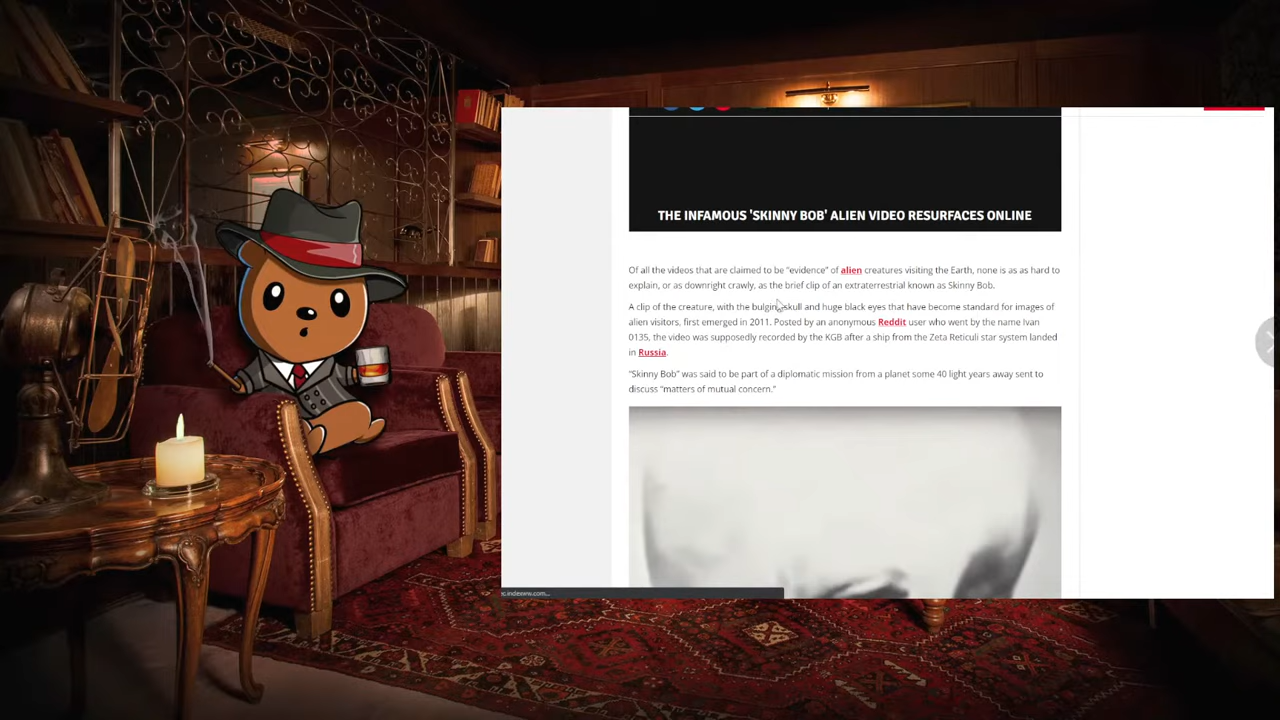 THE INFAMOUS 'SKINNY BOB' ALIEN VIDEO RESURFACES ONLINE
Of all the videos that are claimed to be "evidence" of alien creatures visiting the Earth, none is as as hard to
explain, or as downright crawly, as the brief clip of an extraterrestrial known as Skinny Bob.
A clip of the creature, with the bulging skull and huge black eyes that have become standard for images of
alien visitors, first emerged in 2011. Posted by an anonymous Reddit user who went by the name Ivan
0135, the video was supposedly recorded by the KGB after a ship from the Zeta Reticuli star system landed
in Russia.
"Skinny Bob" was said to be part of a diplomatic mission from a planet some 40 light years away sent to
discuss "matters of mutual concern."